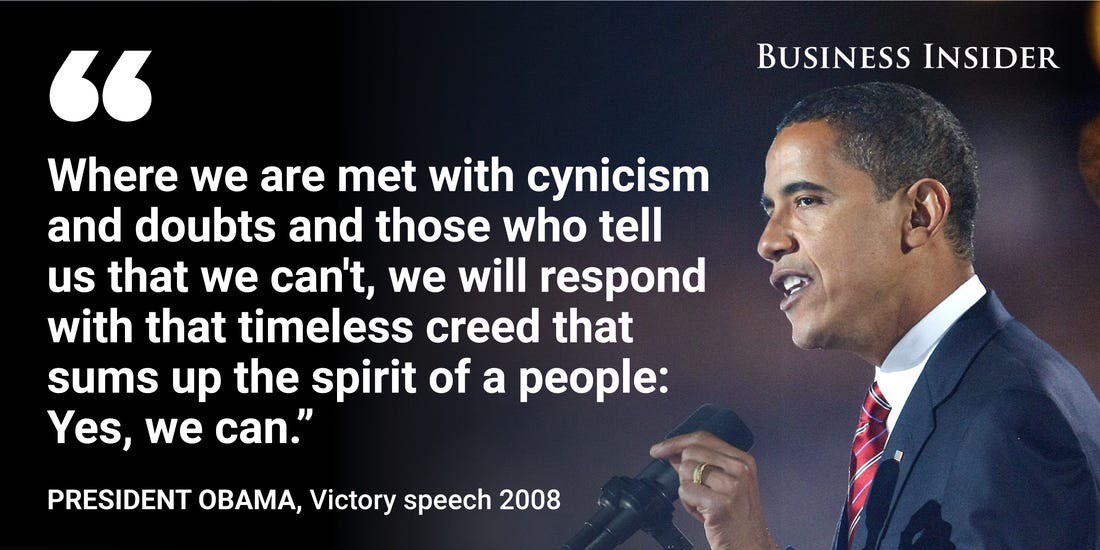 BUSINESS INSIDER
“
Where we are met with cynicism
and doubts and those who tell
us that we can't, we will respond
with that timeless creed that
sums up the spirit of a people:
Yes, we can.”
PRESIDENT OBAMA, Victory speech 2008